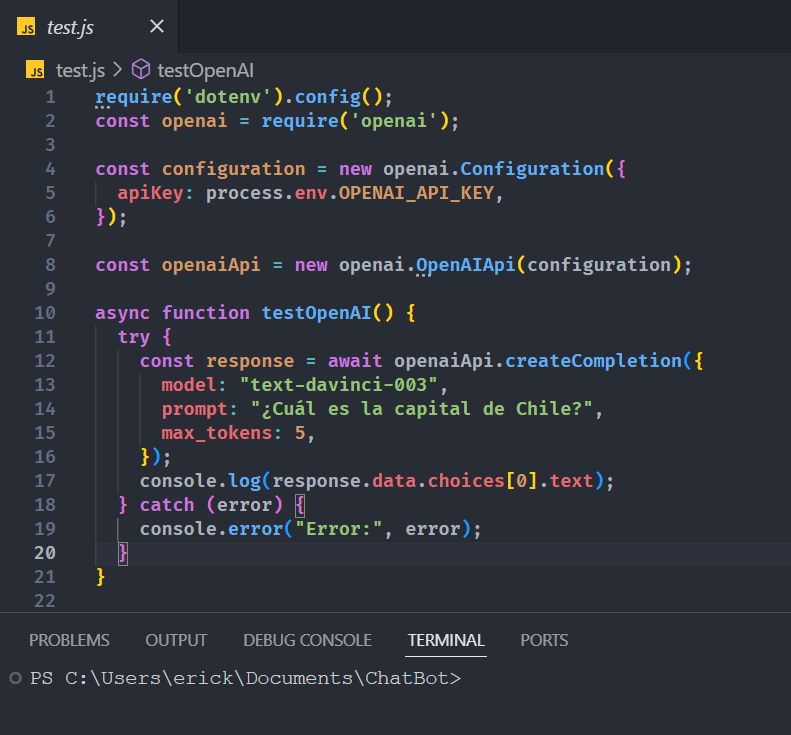 JS test.js ×
JS test.js > testOpenAI
1 require('dotenv').config();
2 const openai = require('openai');
3
4 const configuration = new openai.Configuration({
5   apiKey: process.env.OPENAI_API_KEY,
6 });
7
8 const openaiApi = new openai.OpenAIApi(configuration);
9
10 async function testOpenAI() {
11   try {
12     const response = await openaiApi.createCompletion({
13       model: "text-davinci-003",
14       prompt: "¿Cuál es la capital de Chile?",
15       max_tokens: 5,
16     });
17     console.log(response.data.choices[0].text);
18   } catch (error) {
19     console.error("Error:", error);
20   }
21 }
22
PROBLEMS OUTPUT DEBUG CONSOLE TERMINAL PORTS
PS C:\Users\erick\Documents\ChatBot>